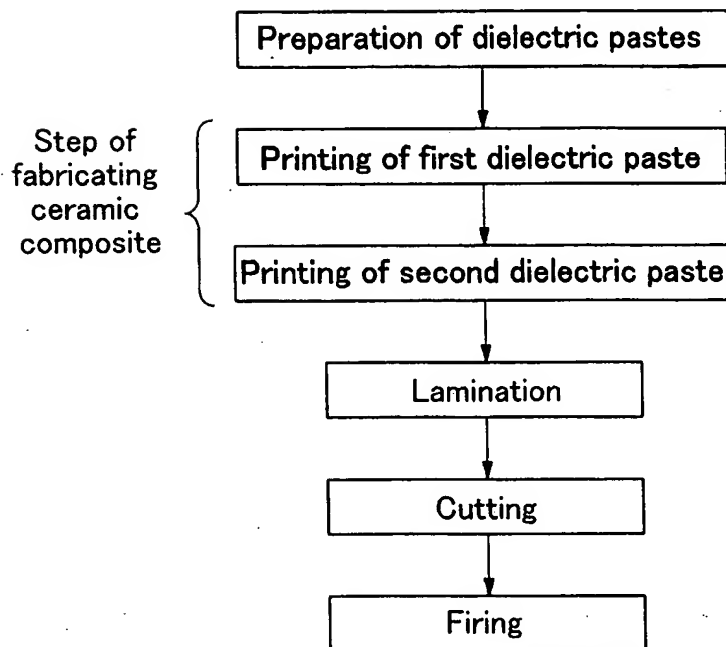 Preparation of dielectric pastes
Step of
fabricating
ceramic
composite
Printing of first dielectric paste
Printing of second dielectric paste
Lamination
Cutting
Firing